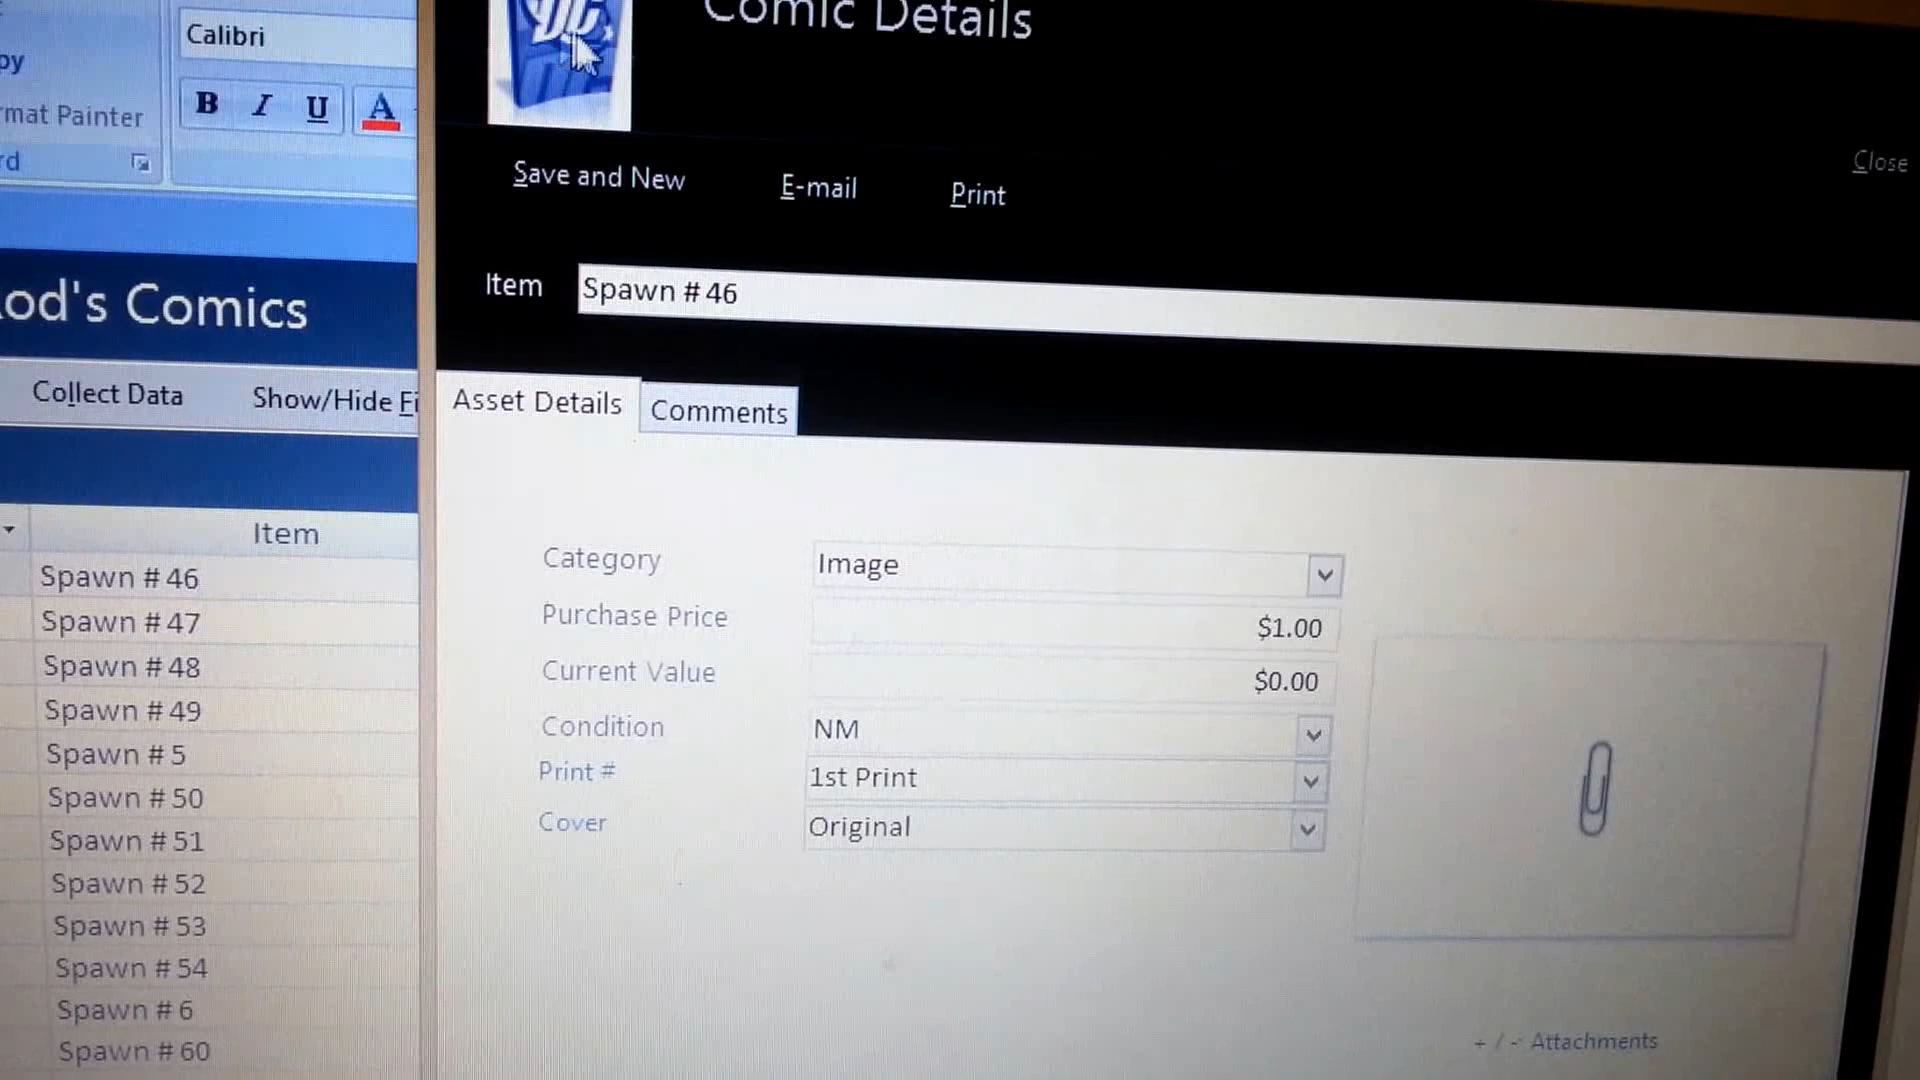 Calibri
Comic Details
B I U A
Format Painter
Save and New
E-mail
Print
Close
Item
Spawn # 46
od's Comics
Collect Data
Show/Hide Fi
Asset Details
Comments
Item
Spawn # 46
Spawn # 47
Spawn # 48
Spawn # 49
Spawn # 5
Spawn # 50
Spawn # 51
Spawn # 52
Spawn # 53
Spawn # 54
Spawn # 6
Spawn # 60
Category
Image
Purchase Price
$1.00
Current Value
$0.00
Condition
NM
Print #
1st Print
Cover
Original
+ / - Attachments